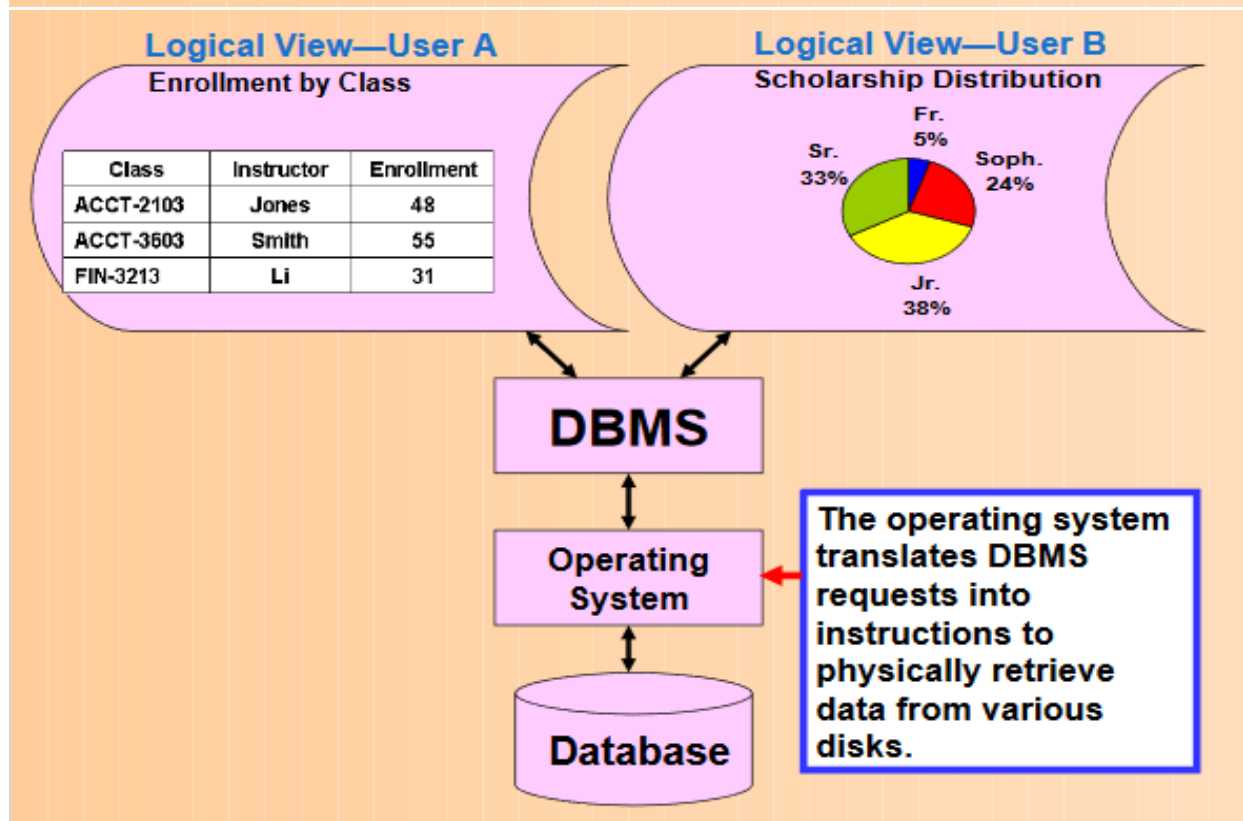 Logical View—User A
Enrollment by Class
Class Instructor Enrollment
ACCT-2103 Jones 48
ACCT-3603 Smith 55
FIN-3213 Li 31
Logical View—User B
Scholarship Distribution
Fr.
5%
Soph.
24%
Sr.
33%
Jr.
38%
DBMS
Operating
System
The operating system
translates DBMS
requests into
instructions to
physically retrieve
data from various
disks.
Database